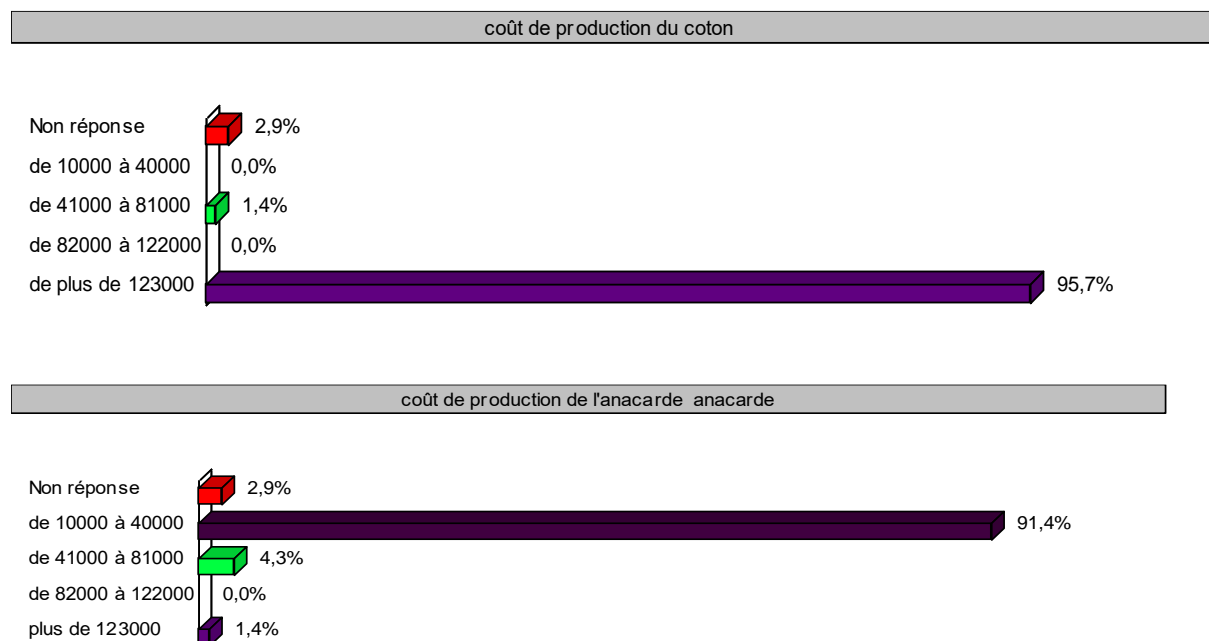 coût de production du coton
Non réponse 2,9%
de 10000 à 40000 0,0%
de 41000 à 81000 1,4%
de 82000 à 122000 0,0%
de plus de 123000 95,7%
coût de production de l'anacarde anacarde
Non réponse 2,9%
de 10000 à 40000 91,4%
de 41000 à 81000 4,3%
de 82000 à 122000 0,0%
plus de 123000 1,4%